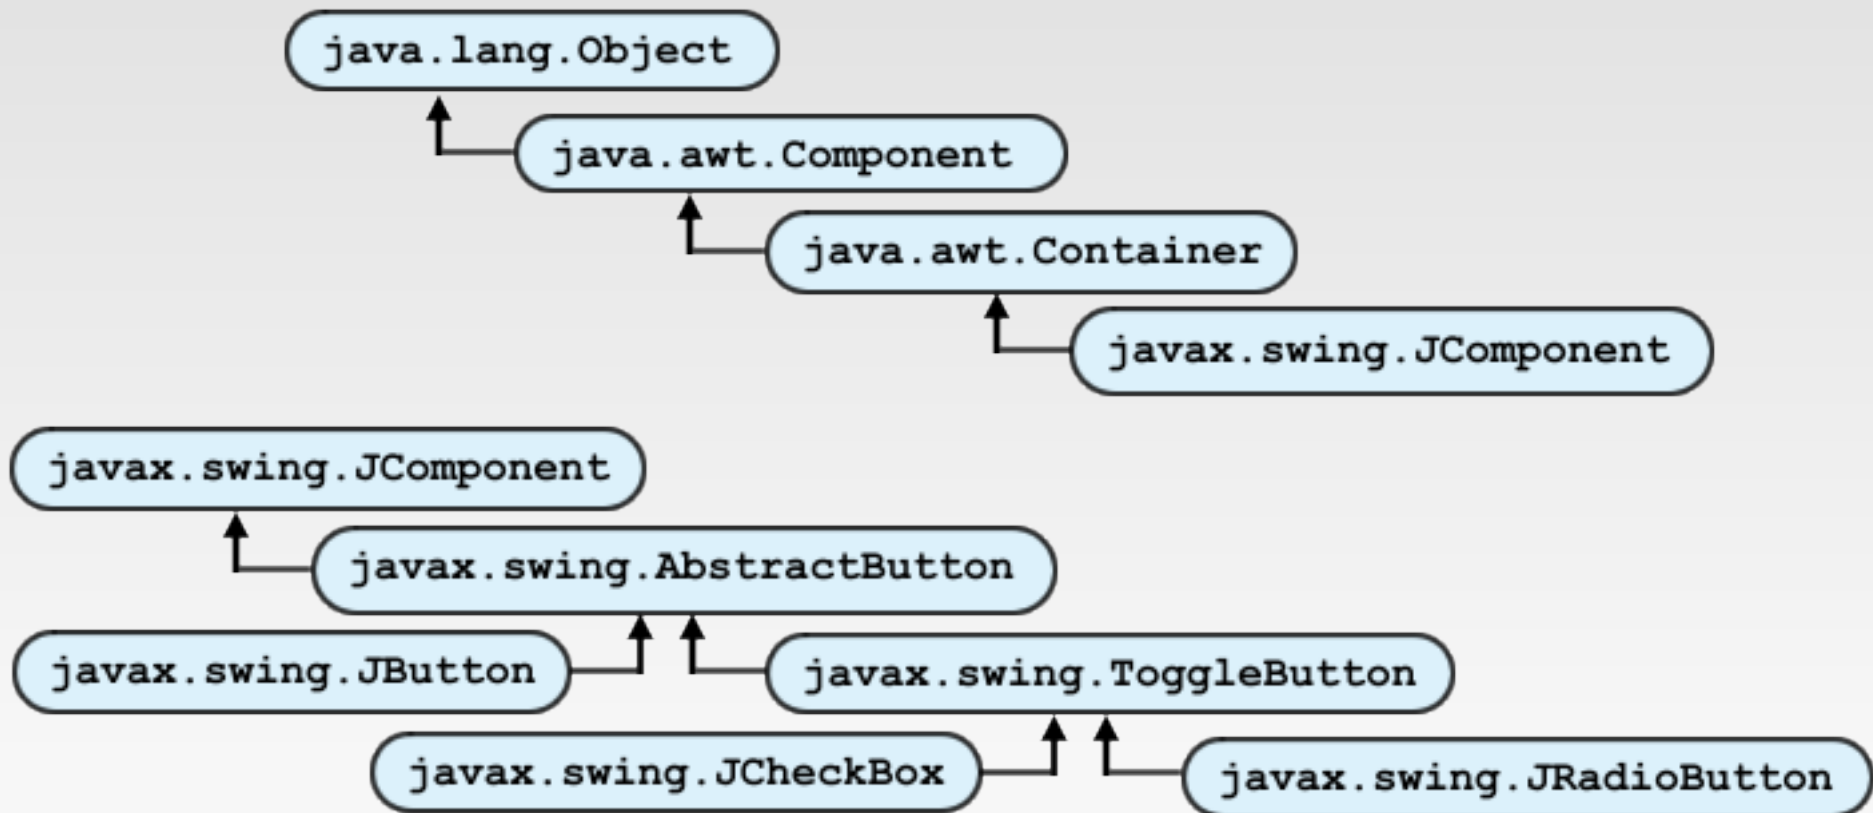 java.lang.Object
java.awt.Component
java.awt.Container
javax.swing.JComponent
javax.swing.JComponent
javax.swing.AbstractButton
javax.swing.JButton
javax.swing.ToggleButton
javax.swing.JCheckBox
javax.swing.JRadioButton